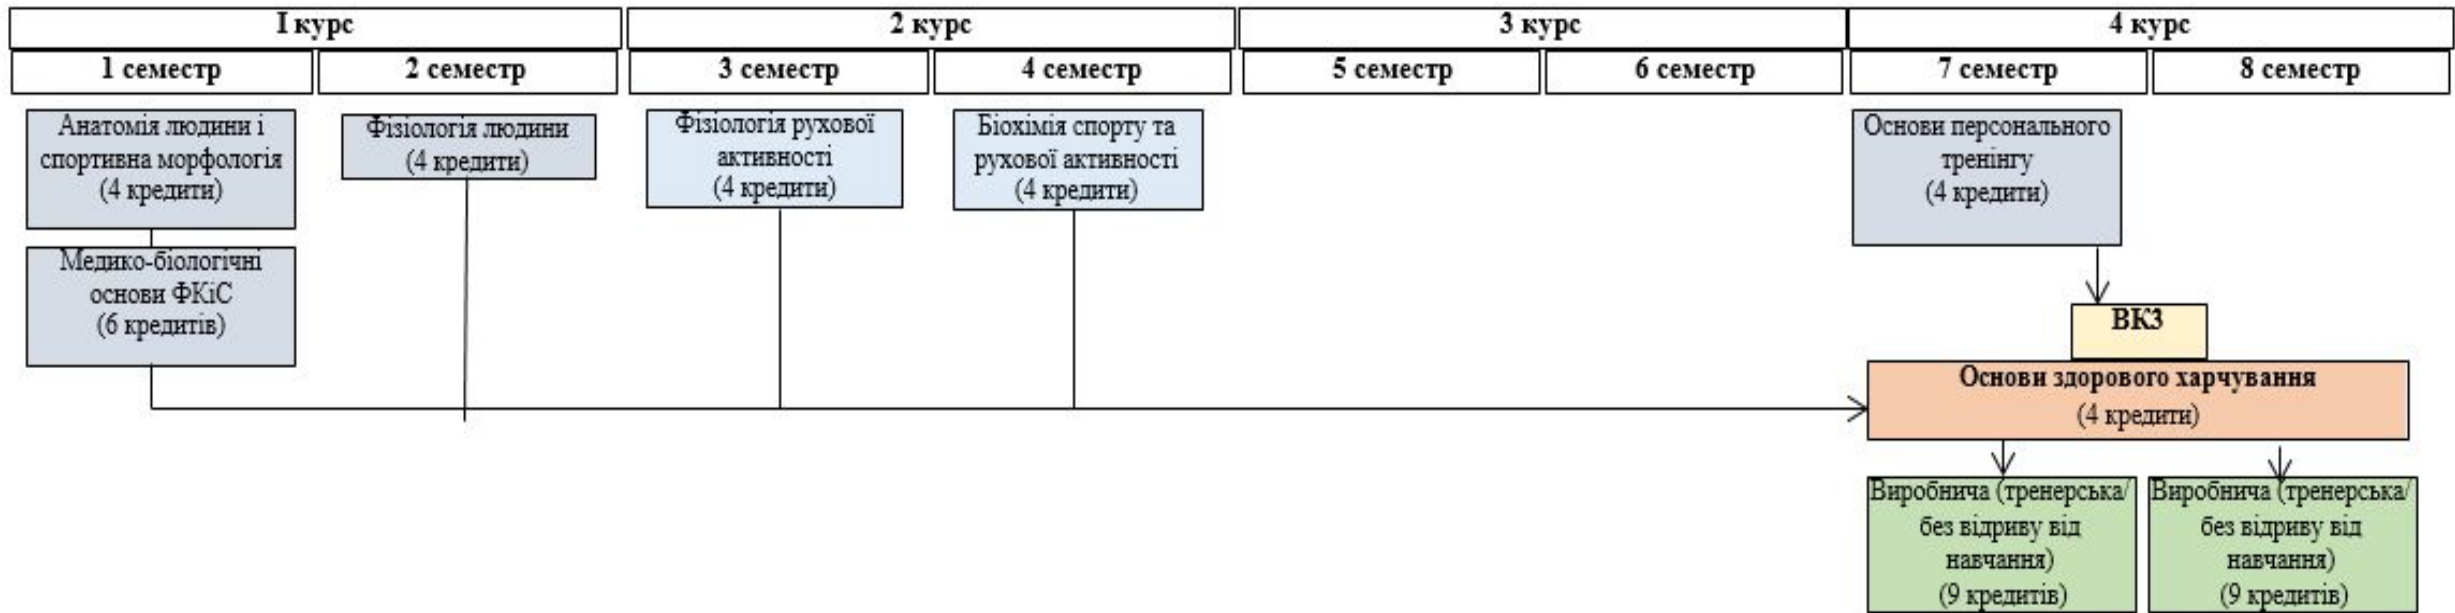 І курс
2 курс
3 курс
4 курс
1 семестр
2 семестр
3 семестр
4 семестр
5 семестр
6 семестр
7 семестр
8 семестр
Анатомія людини і
спортивна морфологія
(4 кредити)
Медико-біологічні
основи ФКіС
(6 кредитів)
Фізіологія людини
(4 кредити)
Фізіологія рухової
активності
(4 кредити)
Біохімія спорту та
рухової активності
(4 кредити)
Основи персонального
тренінгу
(4 кредити)
ВК3
Основи здорового харчування
(4 кредити)
Виробнича (тренерська/
без відриву від
навчання)
(9 кредитів)
Виробнича (тренерська/
без відриву від
навчання)
(9 кредитів)